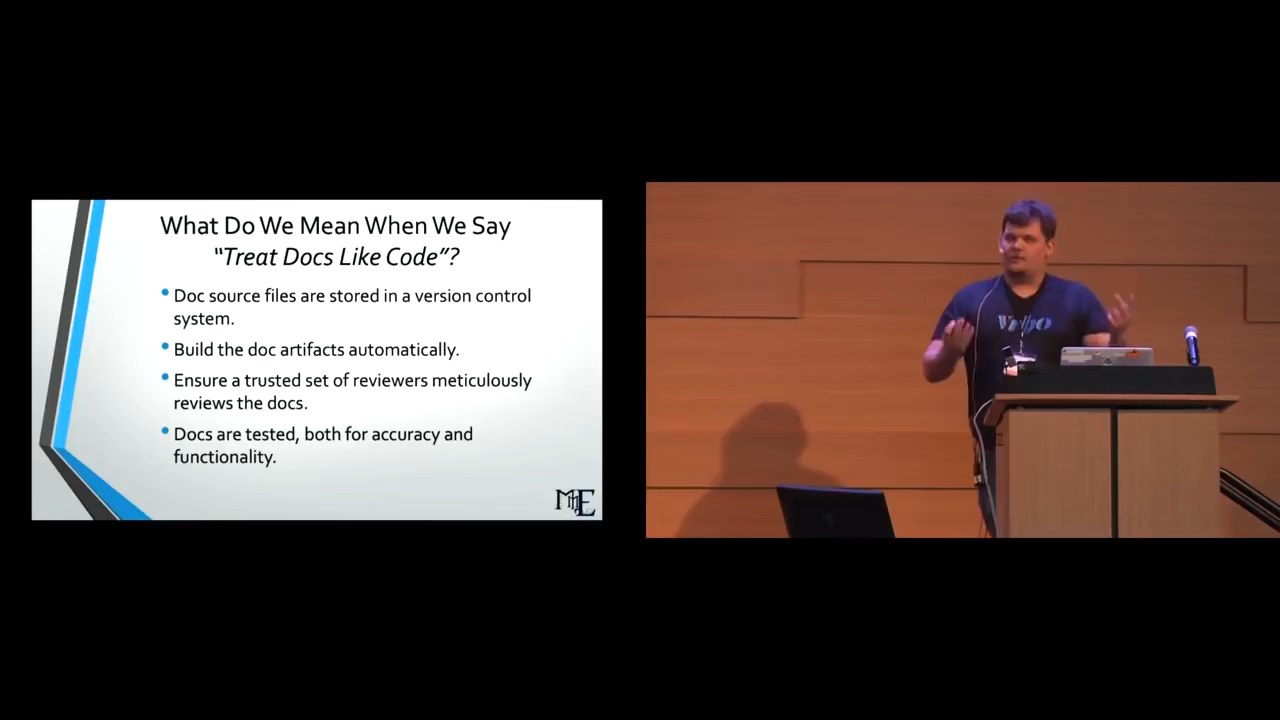 What Do We Mean When We Say
“Treat Docs Like Code”?
• Doc source files are stored in a version control
system.
• Build the doc artifacts automatically.
• Ensure a trusted set of reviewers meticulously
reviews the docs.
• Docs are tested, both for accuracy and
functionality.
Vrbo